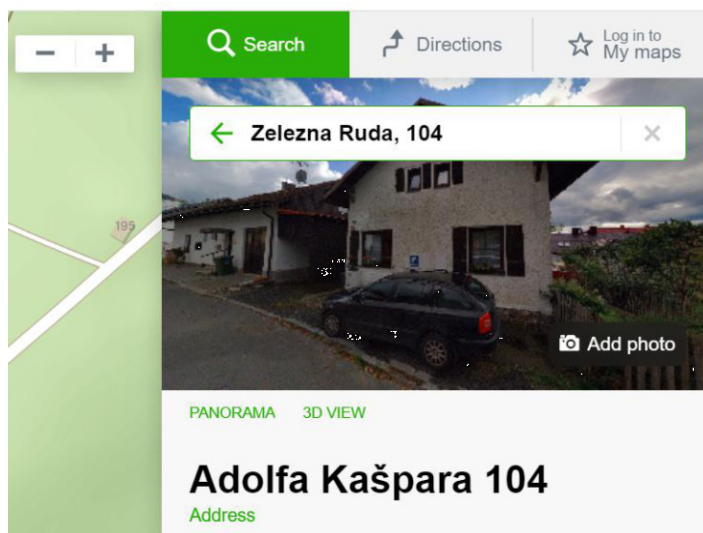 Search
Directions
Log in to
My maps
Zelezna Ruda, 104
195
Add photo
PANORAMA 3D VIEW
Adolfa Kašpara 104
Address